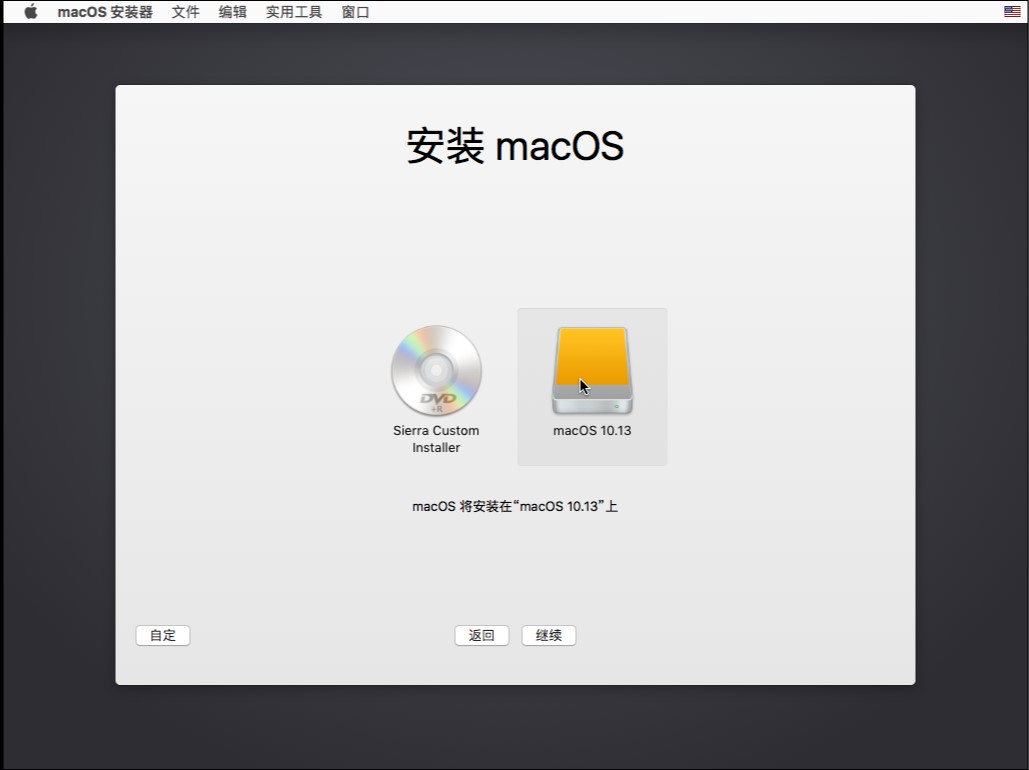 macOS 安装器 文件 编辑 实用工具 窗口
安装 macOS
DVD
+R
Sierra Custom
Installer
macOS 10.13
macOS 将安装在“macOS 10.13”上
自定 返回 继续